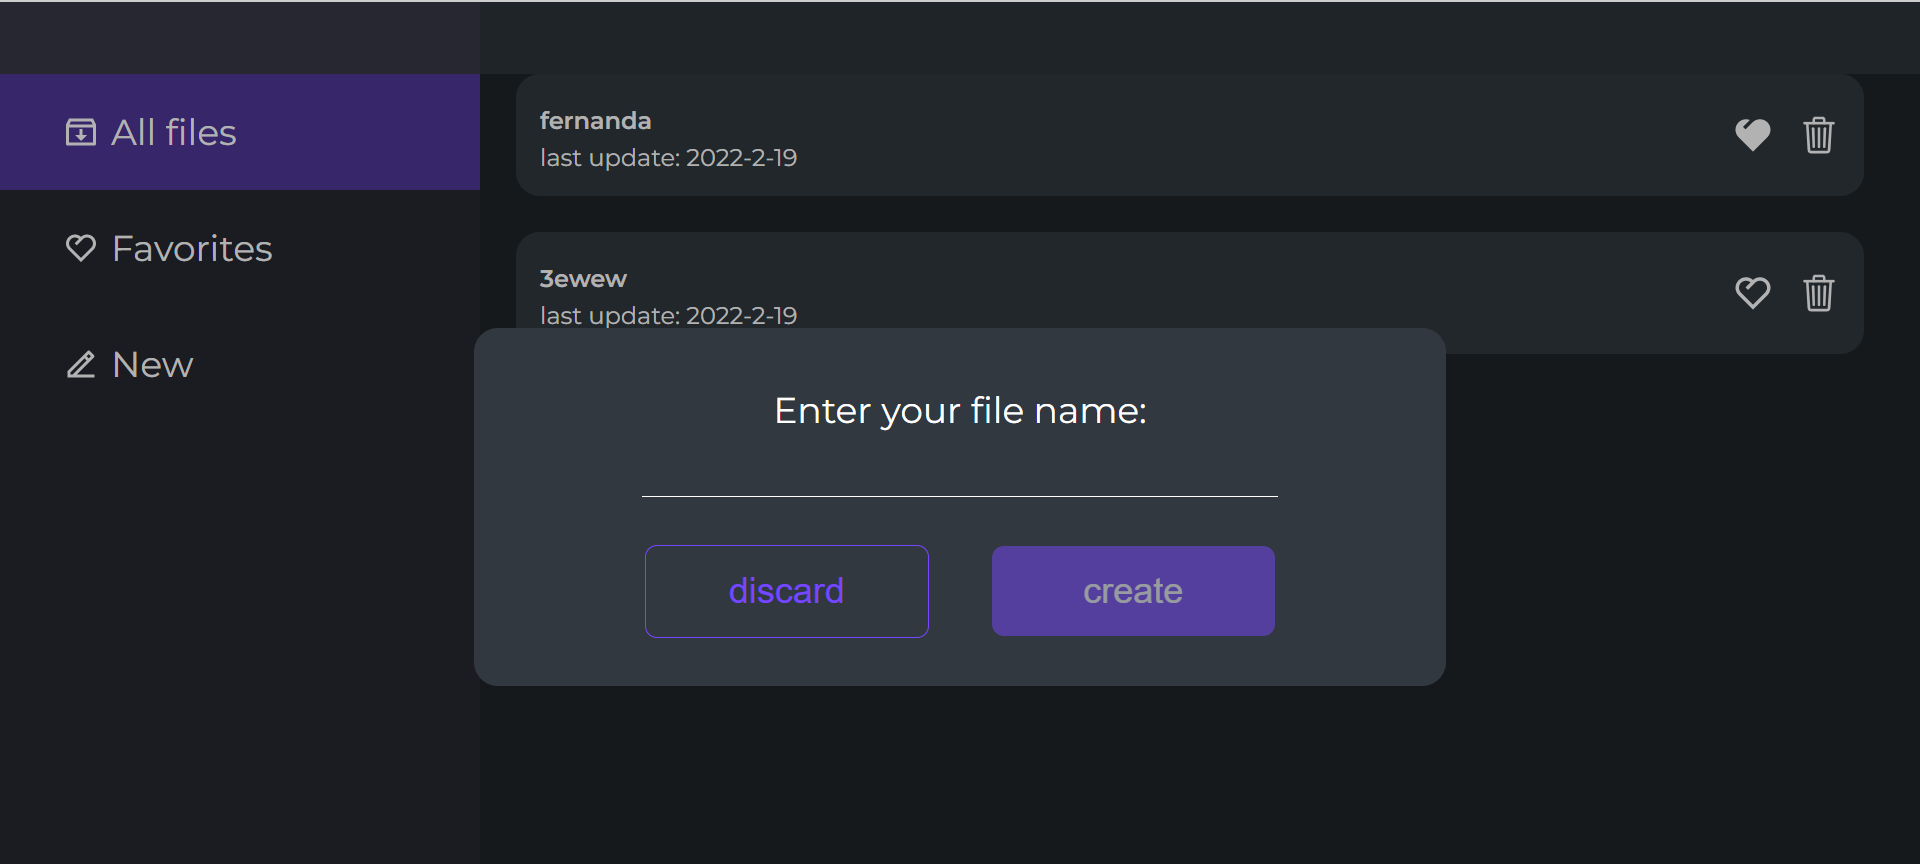 All files
Favorites
New
fernanda
last update: 2022-2-19
3ewew
last update: 2022-2-19
Enter your file name:
discard
create